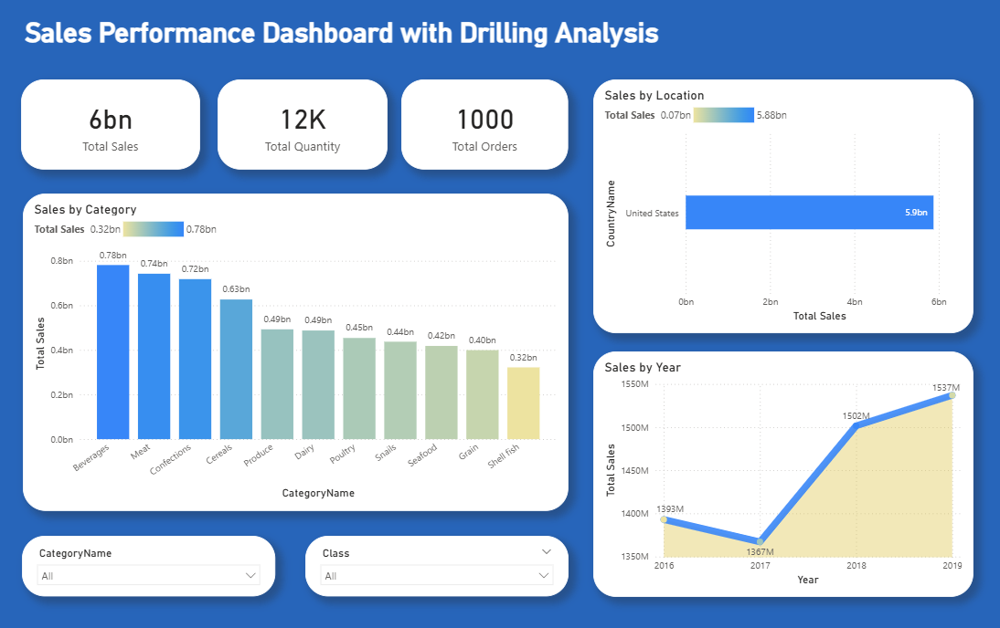 Sales Performance Dashboard with Drilling Analysis
6bn
Total Sales
12K
Total Quantity
1000
Total Orders
Sales by Category
Total Sales 0.32bn 0.78bn
Total Sales
0.8bn
0.6bn
0.4bn
0.2bn
0.0bn
0.78bn
0.74bn
0.72bn
0.63bn
0.49bn
0.49bn
0.45bn
0.44bn
0.42bn
0.40bn
0.32bn
Beverages
Meat
Confections
Cereals
Produce
Dairy
Poultry
Snails
Seafood
Grain
Shell fish
CategoryName
CategoryName
All
Class
All
Sales by Location
Total Sales 0.07bn 5.88bn
CountryName
United States
5.9bn
0bn
2bn
4bn
6bn
Total Sales
Sales by Year
Total Sales
1550M
1500M
1450M
1400M
1350M
1393M
1367M
1502M
1537M
2016
2017
2018
2019
Year